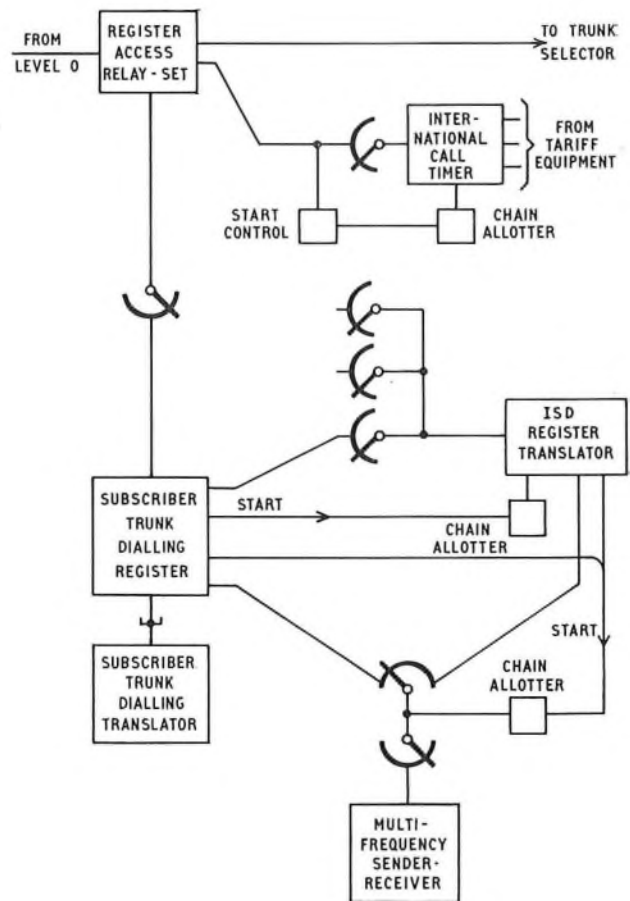 FROM
LEVEL O
REGISTER
ACCESS
RELAY-SET
TO TRUNK
SELECTOR
INTER-
NATIONAL
CALL
TIMER
FROM
TARIFF
EQUIPMENT
START
CONTROL
CHAIN
ALLOTTER
ISD
REGISTER
TRANSLATOR
SUBSCRIBER
TRUNK
DIALLING
REGISTER
START
CHAIN
ALLOTTER
START
SUBSCRIBER
TRUNK
DIALLING
TRANSLATOR
CHAIN
ALLOTTER
MULTI-
FREQUENCY
SENDER-
RECEIVER